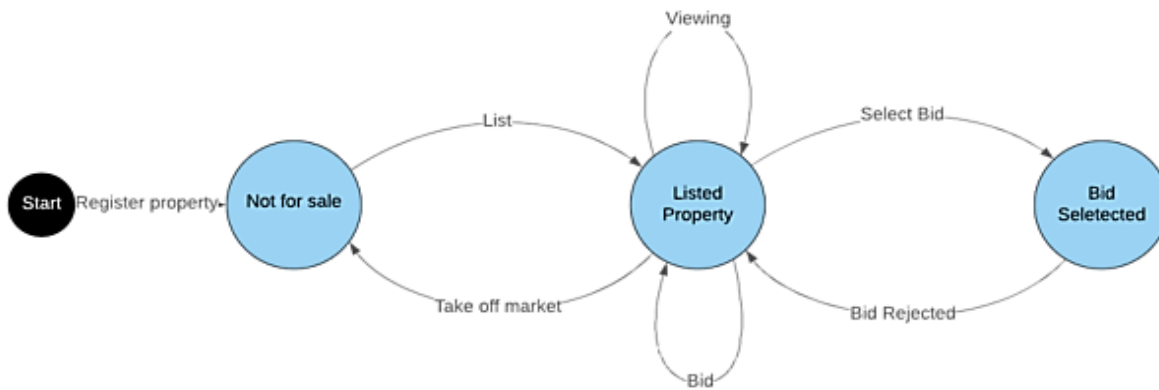 Viewing
List
Select Bid
Start
Register property
Not for sale
Listed
Property
Bid
Seletected
Take off market
Bid Rejected
Bid